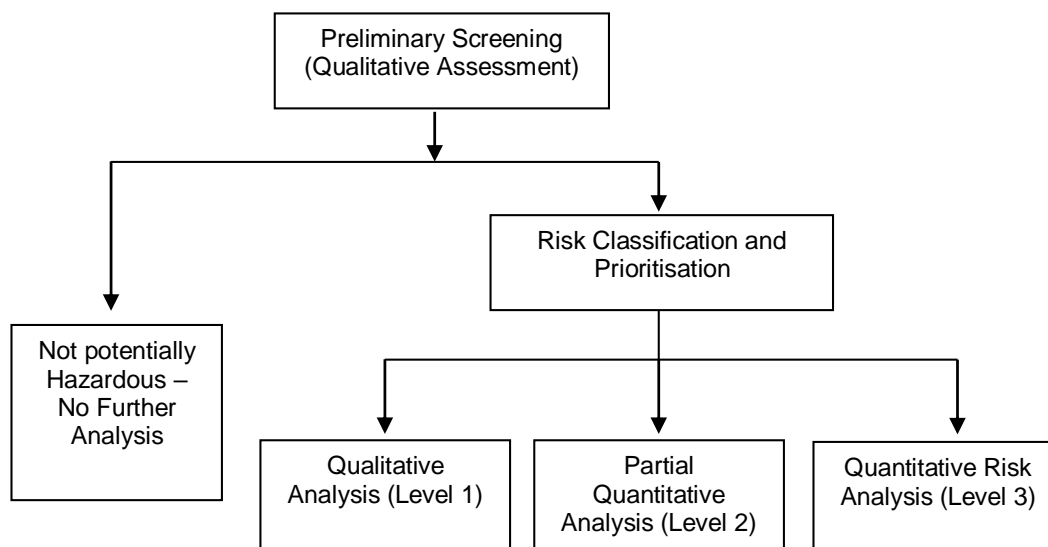 Preliminary Screening
(Qualitative Assessment)
Risk Classification and
Prioritisation
Not potentially
Hazardous –
No Further
Analysis
Qualitative
Analysis (Level 1)
Partial
Quantitative
Analysis (Level 2)
Quantitative Risk
Analysis (Level 3)